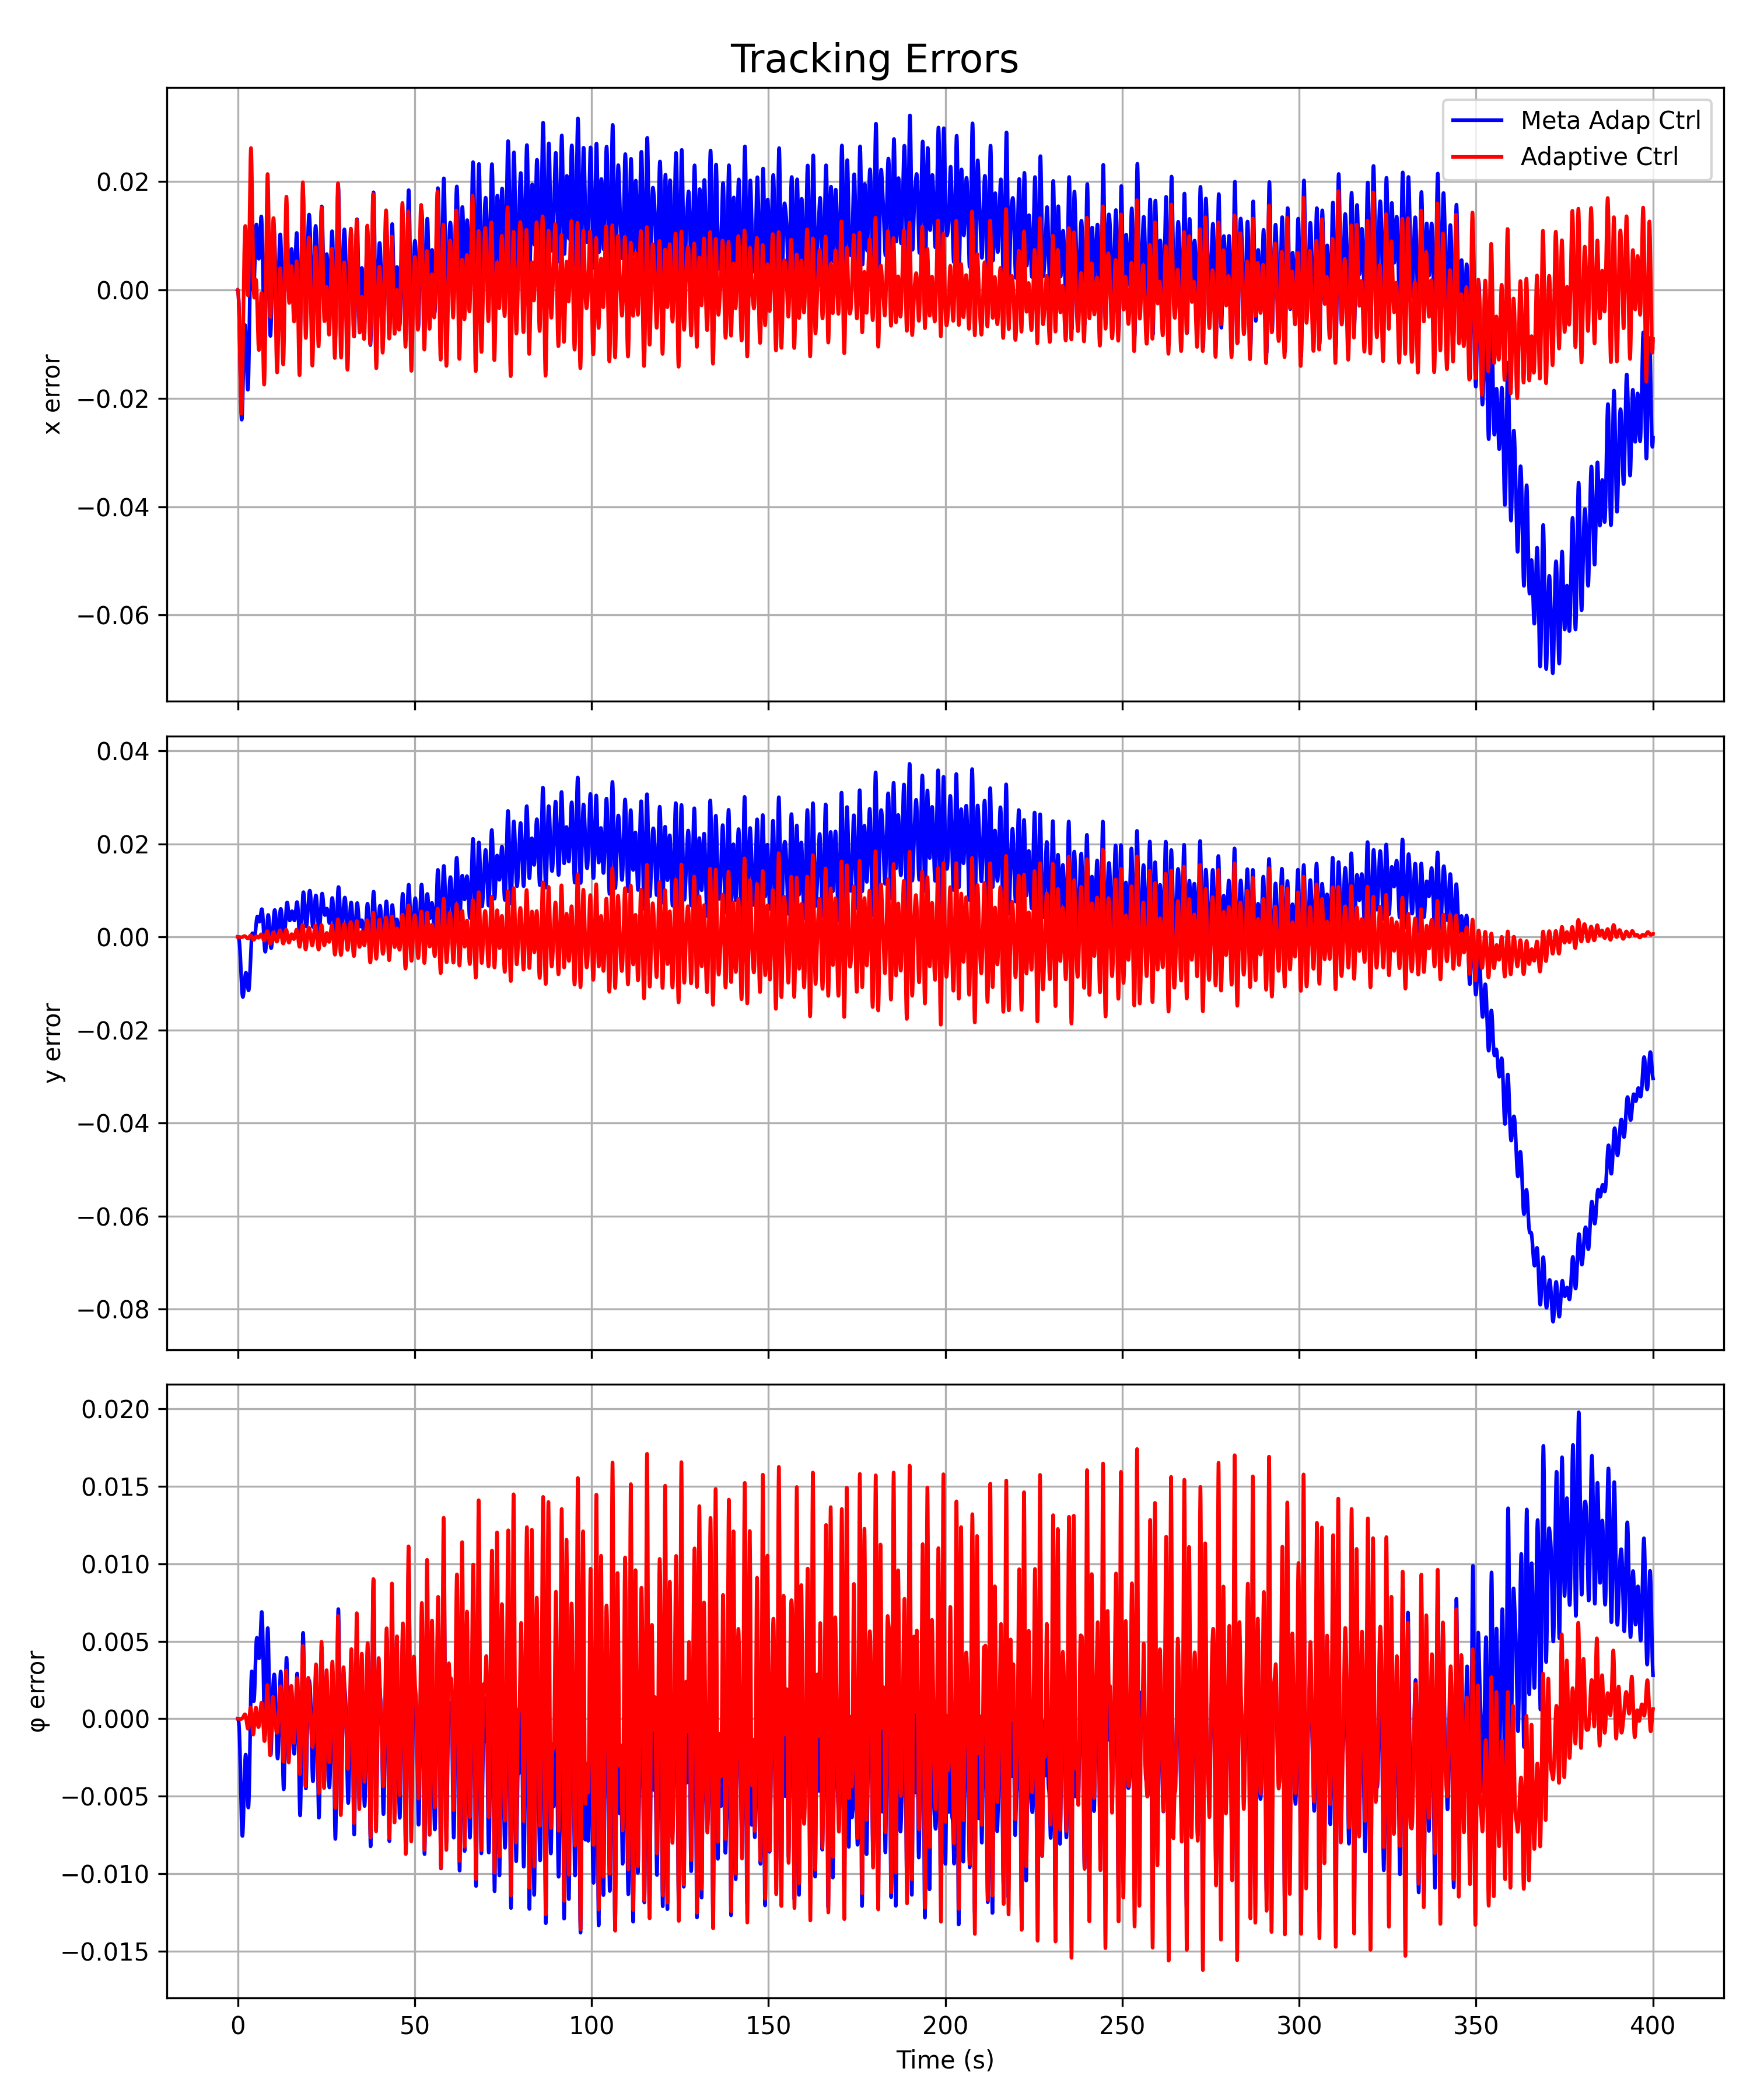 Tracking Errors
Meta Adap Ctrl
Adaptive Ctrl
0.02
0.00
−0.02
−0.04
−0.06
x error
0.04
0.02
0.00
−0.02
−0.04
−0.06
−0.08
y error
0.020
0.015
0.010
0.005
0.000
−0.005
−0.010
−0.015
φ error
0 50 100 150 200 250 300 350 400
Time (s)